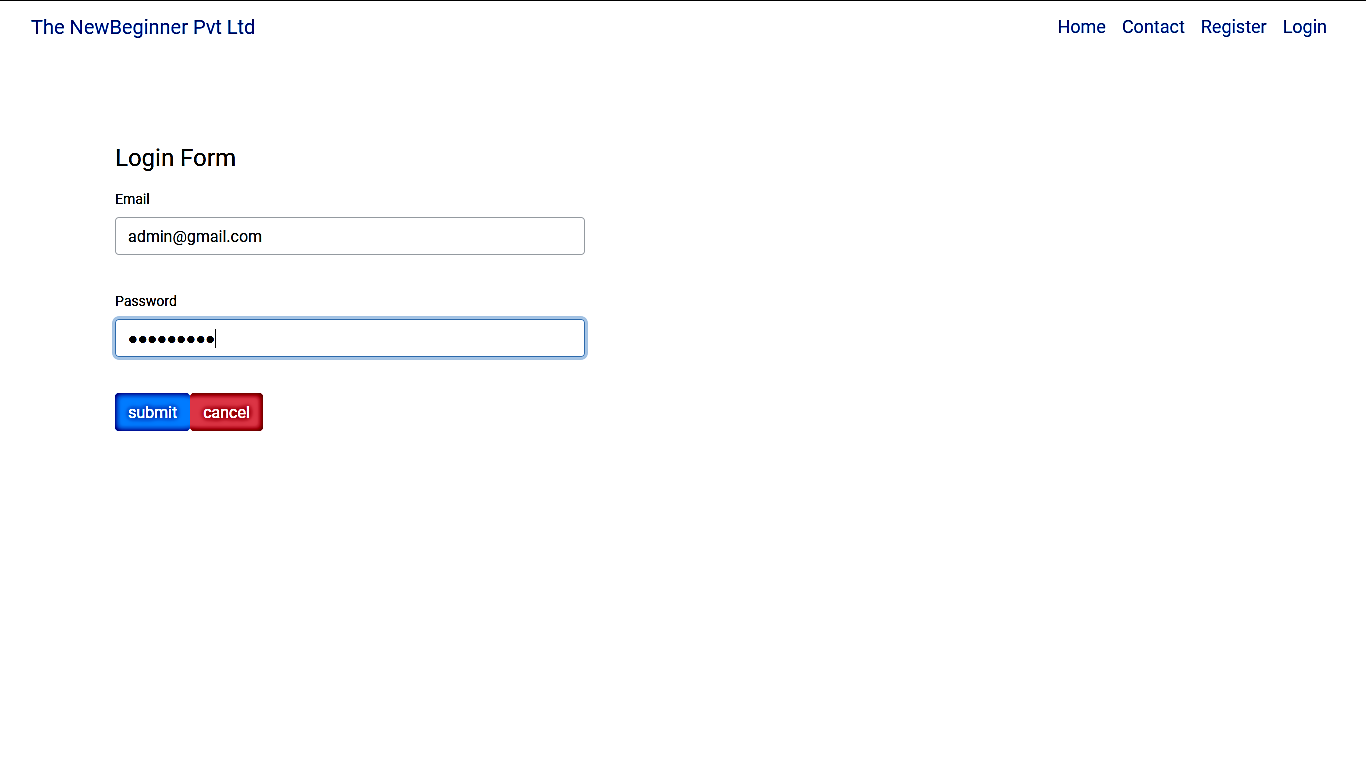 The NewBeginner Pvt Ltd
Home Contact Register Login
Login Form
Email
admin@gmail.com
Password
●●●●●●●●●
submit cancel